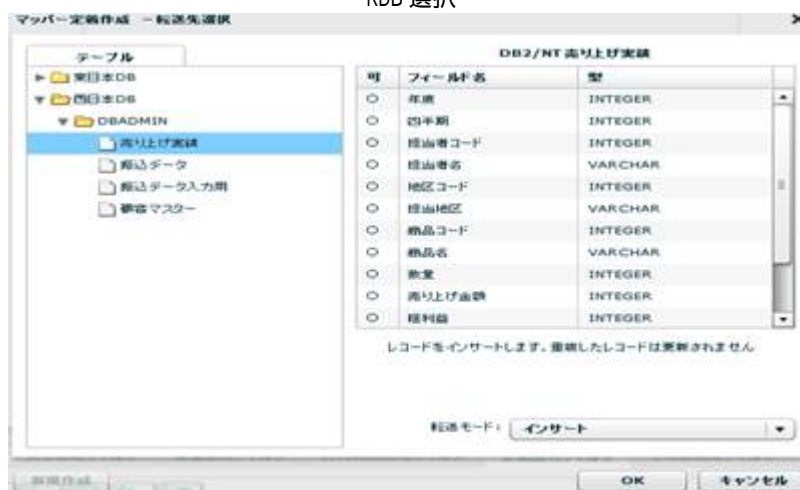 RDB 選択
マッパー定義作成 －転送先選択
テーブル
東日本DB
西日本DB
DBADMIN
売り上げ実績
振込データ
振込データ入力用
顧客マスター
DB2/NT 売り上げ実績
可 フィールド名 型
○ 年度 INTEGER
○ 四半期 INTEGER
○ 担当者コード INTEGER
○ 担当者名 VARCHAR
○ 地区コード INTEGER
○ 担当地区 VARCHAR
○ 商品コード INTEGER
○ 商品名 VARCHAR
○ 数量 INTEGER
○ 売り上げ金額 INTEGER
○ 粗利益 INTEGER
レコードをインサートします。重複したレコードは更新されません
転送モード： インサート
新規作成
OK キャンセル